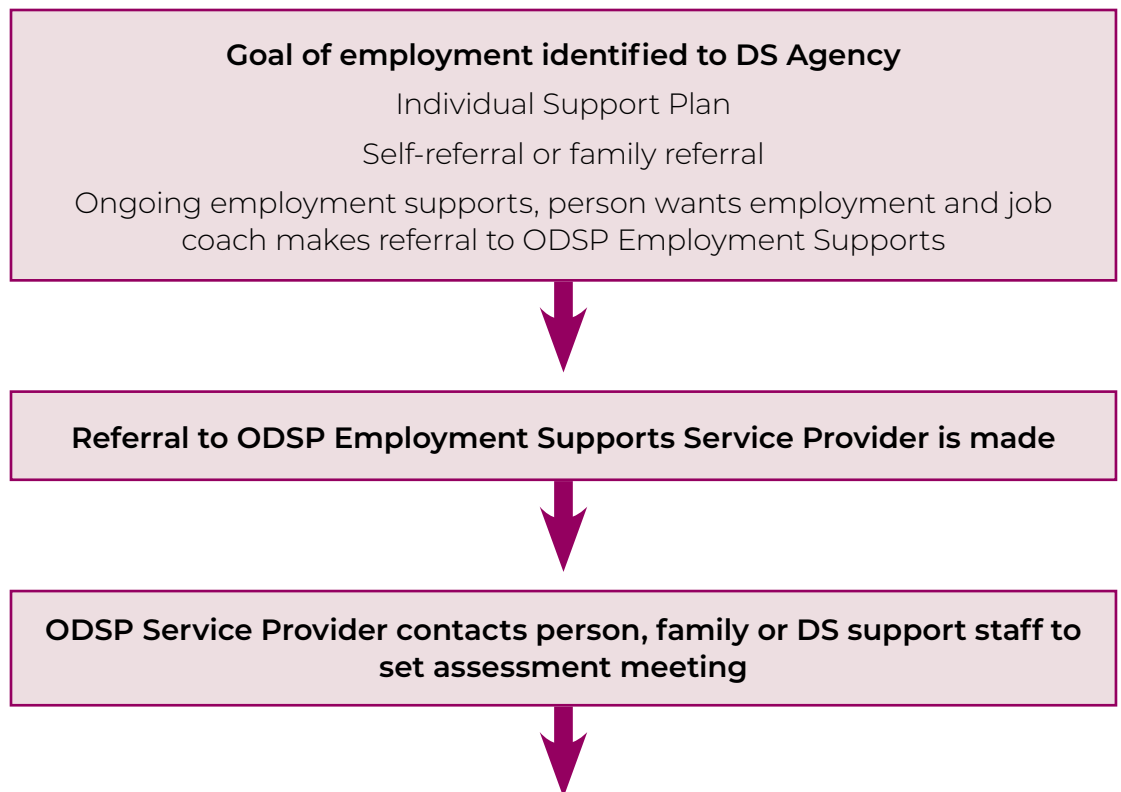 Goal of employment identified to DS Agency
Individual Support Plan
Self-referral or family referral
Ongoing employment supports, person wants employment and job
coach makes referral to ODSP Employment Supports
Referral to ODSP Employment Supports Service Provider is made
ODSP Service Provider contacts person, family or DS support staff to
set assessment meeting